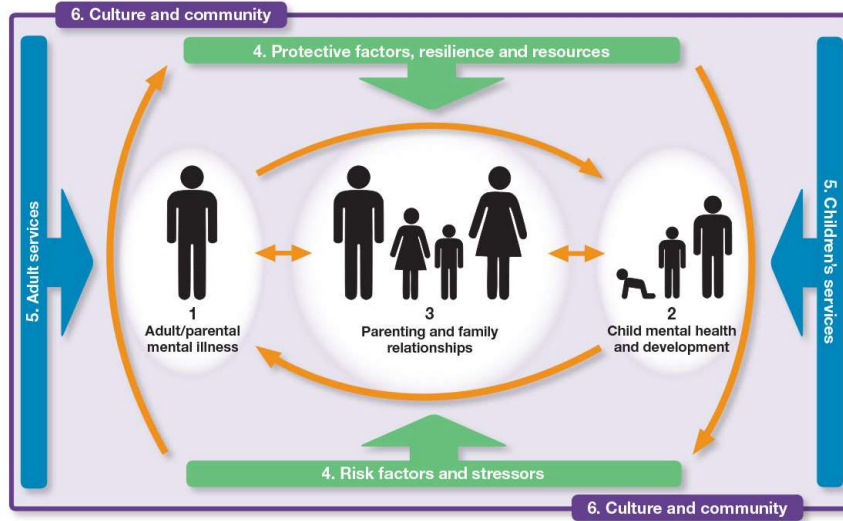 6. Culture and community
4. Protective factors, resilience and resources
5. Adult services
5. Children's services
1
Adult/parental
mental illness
3
Parenting and family
relationships
2
Child mental health
and development
4. Risk factors and stressors
6. Culture and community